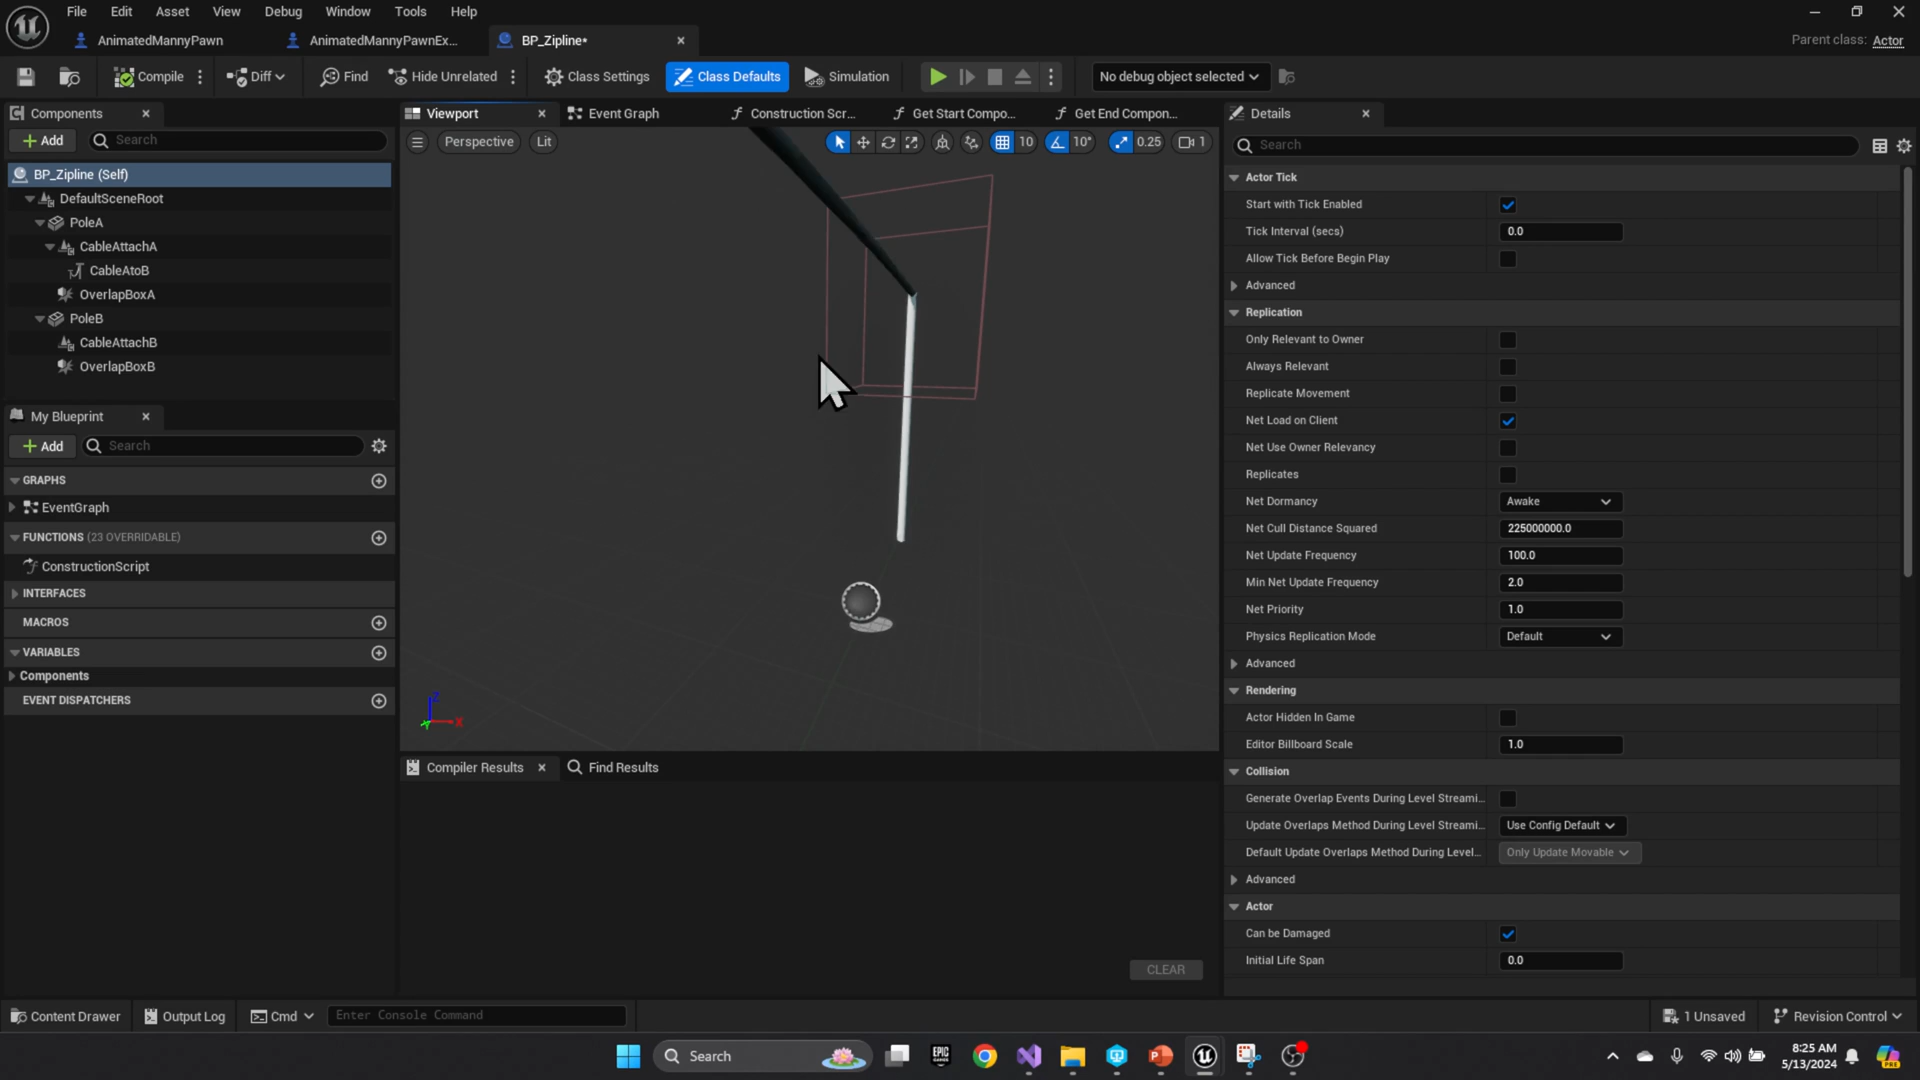 File Edit Asset View Debug Window Tools Help
AnimatedMannyPawn AnimatedMannyPawnEx... BP_Zipline*
Parent class: Actor
Compile Diff Find Hide Unrelated Class Settings Class Defaults Simulation No debug object selected
Components
Add Search
BP_Zipline (Self)
DefaultSceneRoot
PoleA
CableAttachA
CableAtoB
OverlapBoxA
PoleB
CableAttachB
OverlapBoxB
My Blueprint
Add Search
GRAPHS
EventGraph
FUNCTIONS (23 OVERRIDABLE)
ConstructionScript
INTERFACES
MACROS
VARIABLES
Components
EVENT DISPATCHERS
Viewport Event Graph Construction Scr... Get Start Compo... Get End Compon...
Perspective Lit 10 10° 0.25 1
Z
X
Y
Compiler Results Find Results
CLEAR
Details
Search
Actor Tick
Start with Tick Enabled
Tick Interval (secs) 0.0
Allow Tick Before Begin Play
Advanced
Replication
Only Relevant to Owner
Always Relevant
Replicate Movement
Net Load on Client
Net Use Owner Relevancy
Replicates
Net Dormancy Awake
Net Cull Distance Squared 225000000.0
Net Update Frequency 100.0
Min Net Update Frequency 2.0
Net Priority 1.0
Physics Replication Mode Default
Advanced
Rendering
Actor Hidden In Game
Editor Billboard Scale 1.0
Collision
Generate Overlap Events During Level Streami...
Update Overlaps Method During Level Streami... Use Config Default
Default Update Overlaps Method During Level... Only Update Movable
Advanced
Actor
Can be Damaged
Initial Life Span 0.0
Content Drawer Output Log Cmd Enter Console Command 1 Unsaved Revision Control
Search
EPIC GAMES
8:25 AM
5/13/2024
PRE